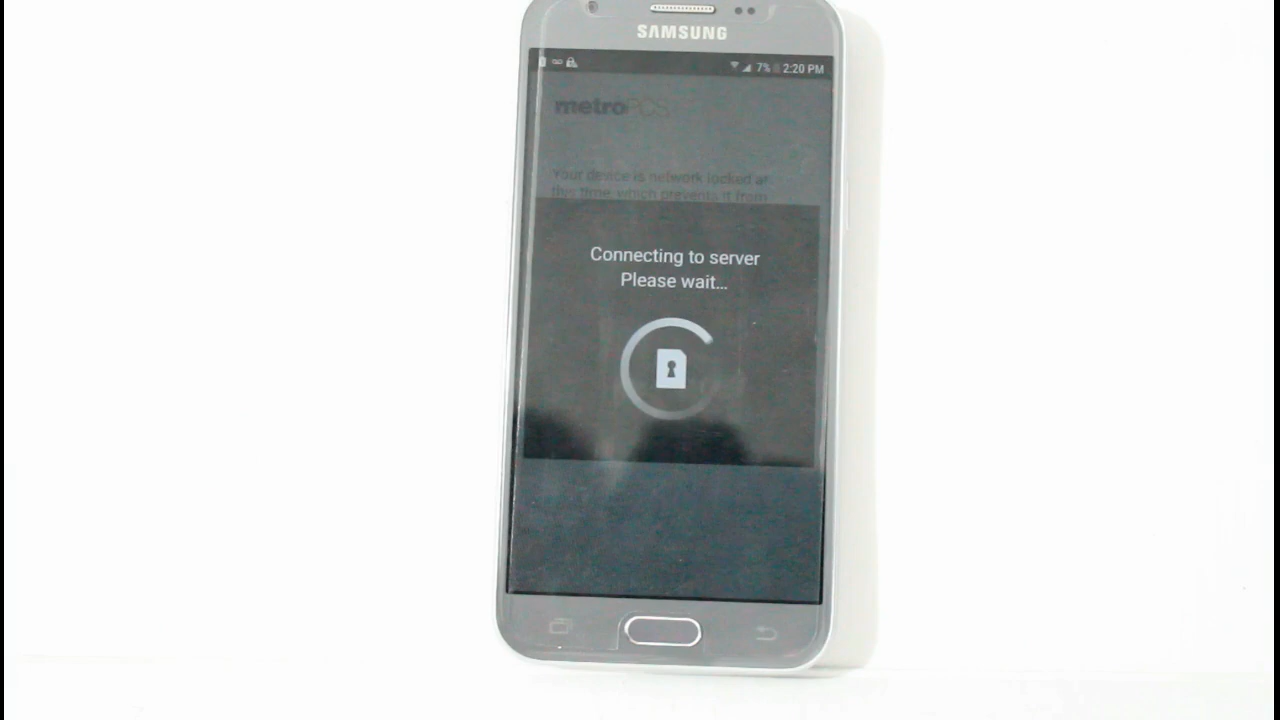 SAMSUNG
7% 2:20 PM
metroPCS
Your device is network locked at
this time, which prevents it from
Connecting to server
Please wait...